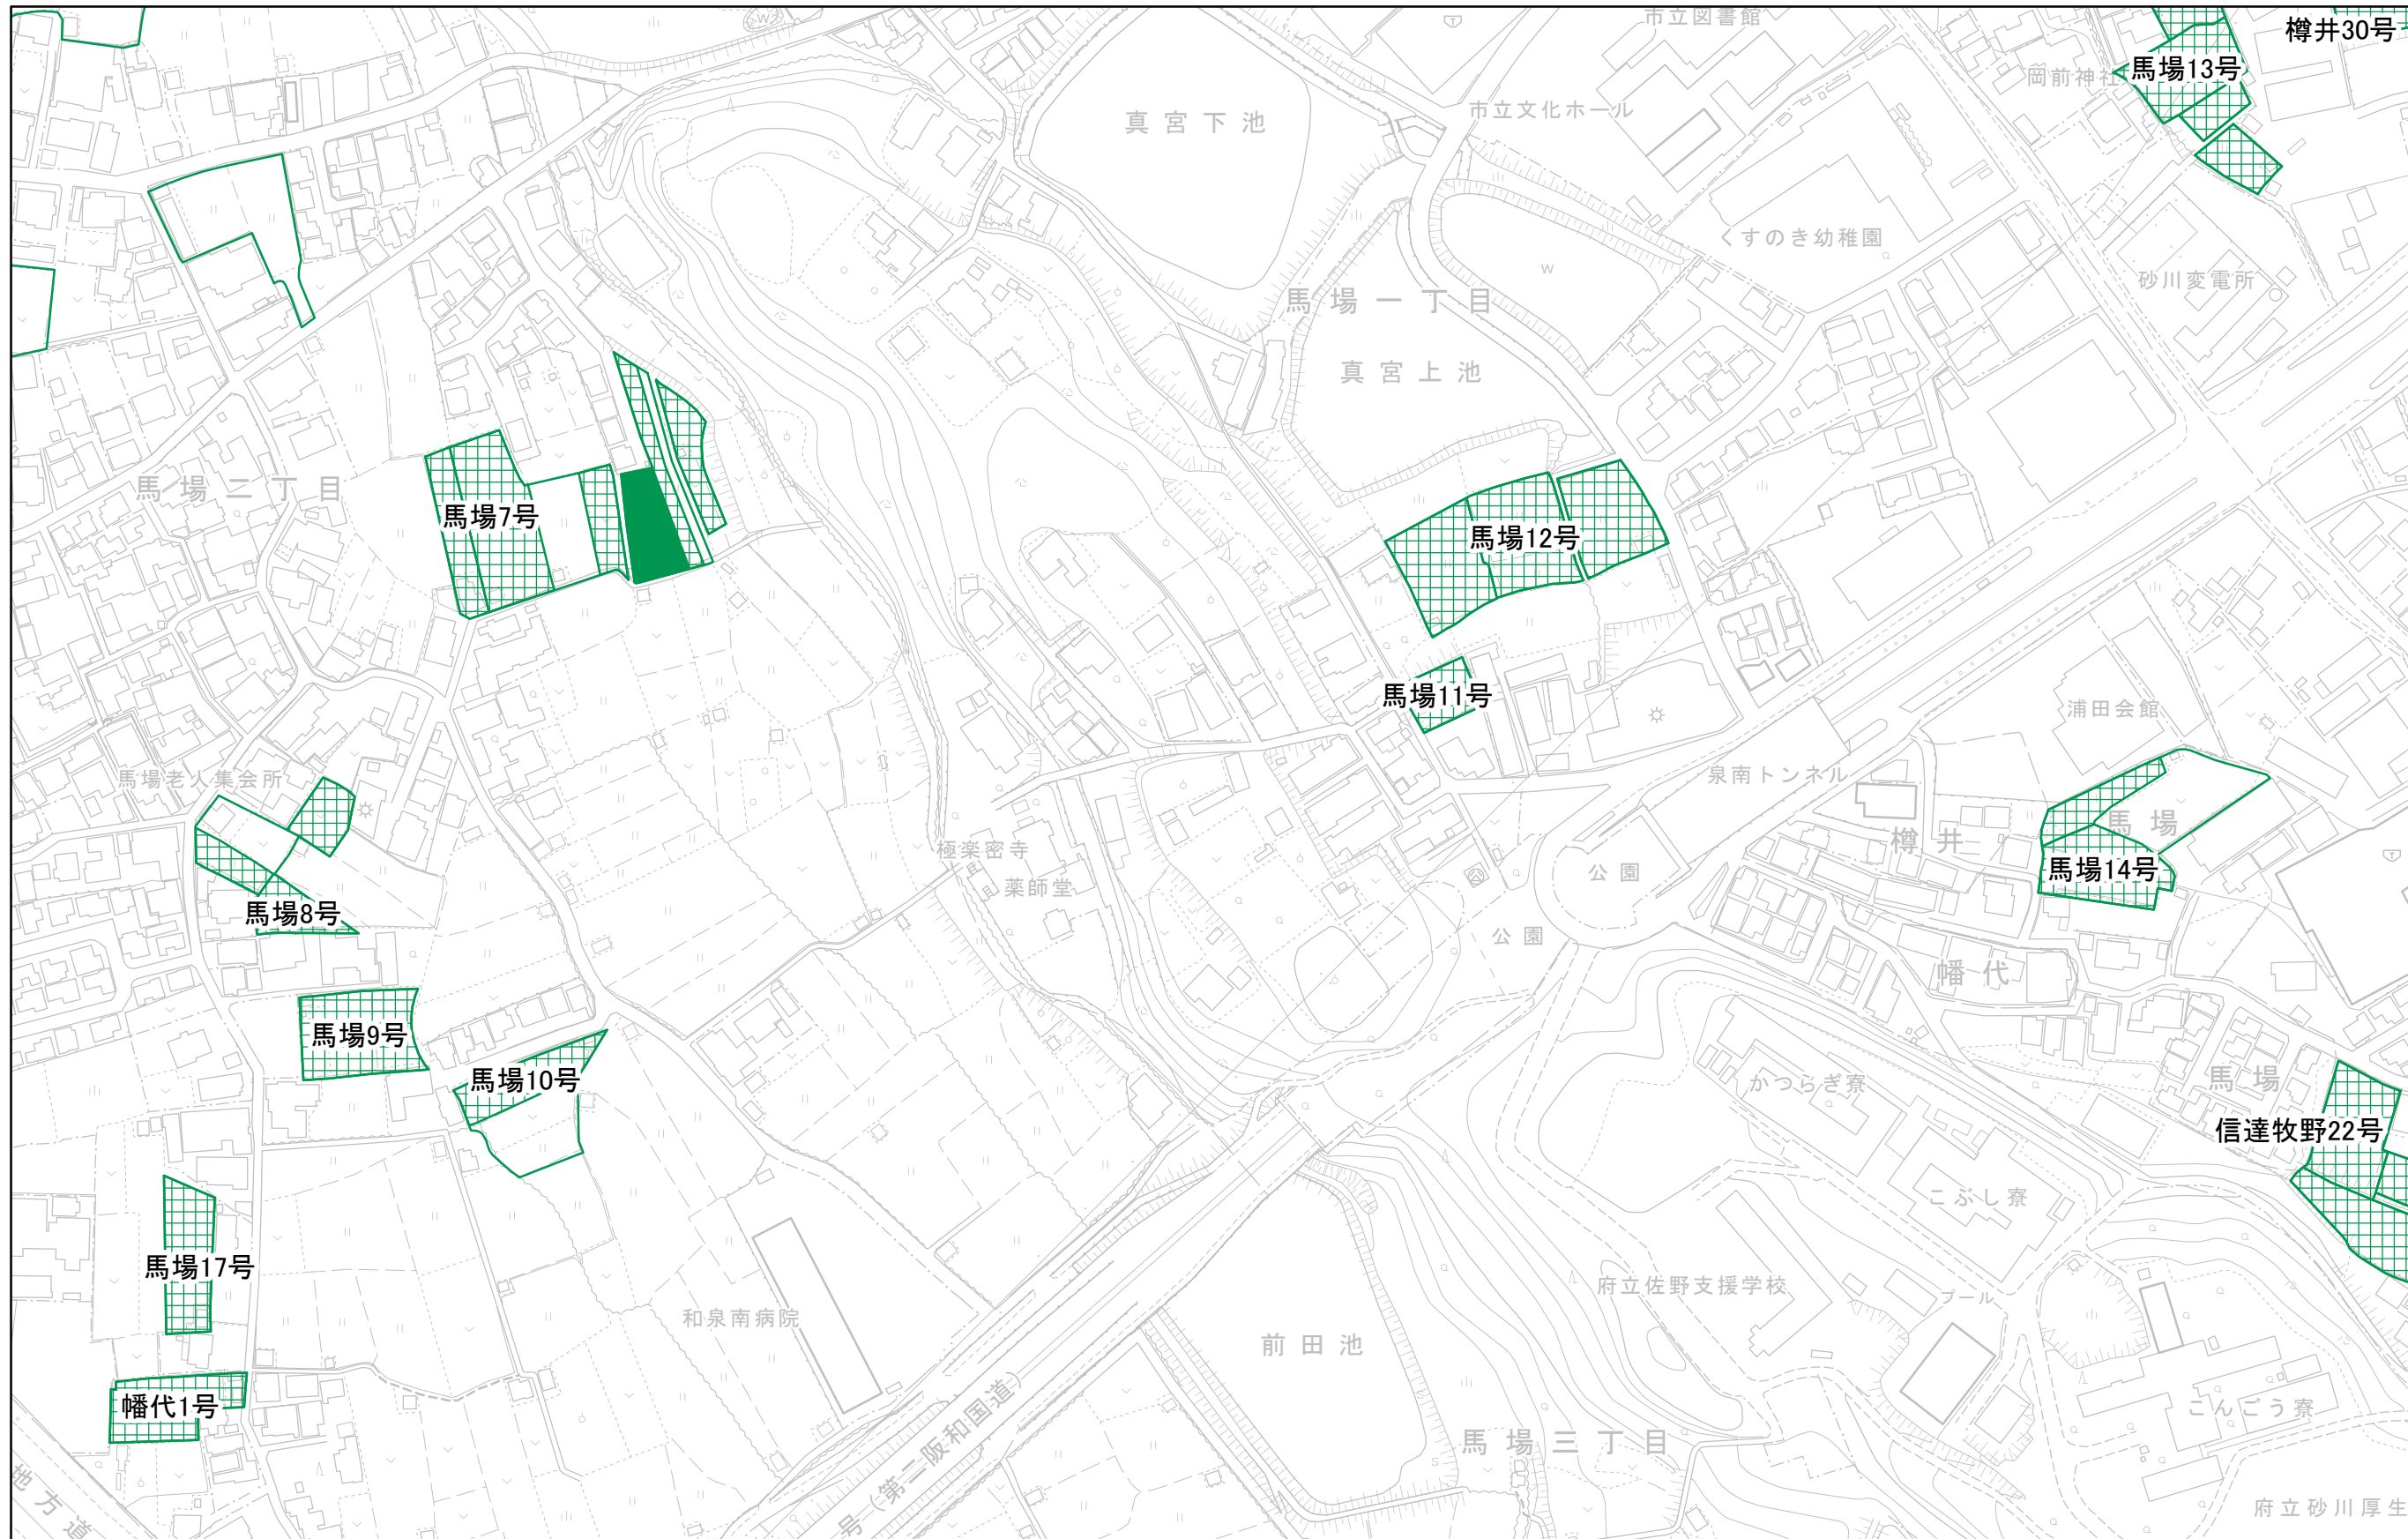 市立図書館
樽井30号
馬場13号
岡前神社
市立文化ホール
真宮下池
くすのき幼稚園
砂川変電所
馬場一丁目
真宮上池
馬場二丁目
馬場7号
馬場12号
馬場11号
浦田会館
泉南トンネル
馬場老人集会所
馬場
樽井
極楽密寺
薬師堂
公園
馬場14号
馬場8号
公園
幡代
馬場9号
馬場10号
かつらぎ寮
馬場
信達牧野22号
こぶし寮
馬場17号
府立佐野支援学校
プール
和泉南病院
前田池
幡代1号
号(第二阪和国道)
こんごう寮
馬場三丁目
地方道
府立砂川厚生